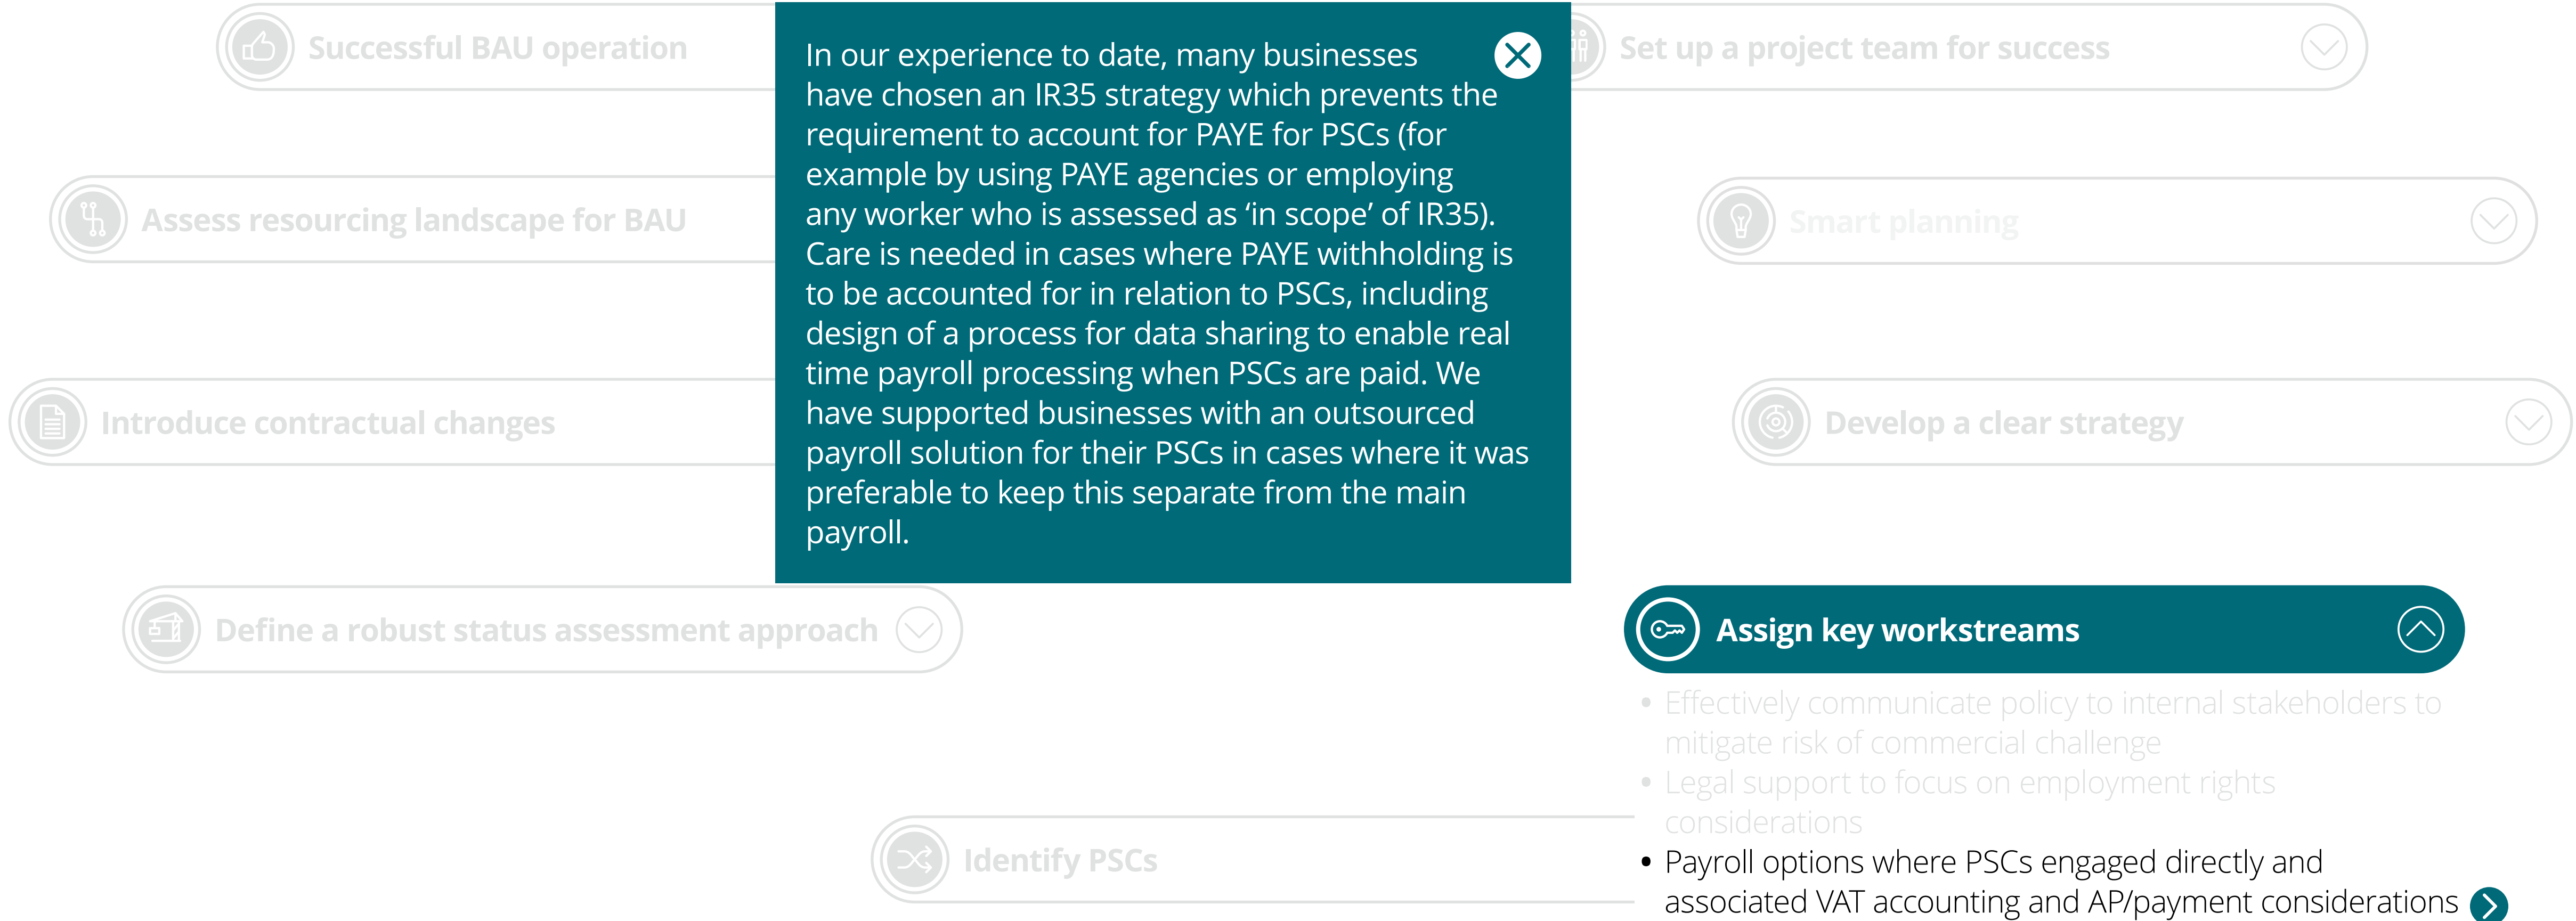 Successful BAU operation
Assess resourcing landscape for BAU
Introduce contractual changes
Define a robust status assessment approach
In our experience to date, many businesses
have chosen an IR35 strategy which prevents the
requirement to account for PAYE for PSCs (for
example by using PAYE agencies or employing
any worker who is assessed as ‘in scope’ of IR35).
Care is needed in cases where PAYE withholding is
to be accounted for in relation to PSCs, including
design of a process for data sharing to enable real
time payroll processing when PSCs are paid. We
have supported businesses with an outsourced
payroll solution for their PSCs in cases where it was
preferable to keep this separate from the main
payroll.
Set up a project team for success
Smart planning
Develop a clear strategy
Assign key workstreams
• Effectively communicate policy to internal stakeholders to
mitigate risk of commercial challenge
• Legal support to focus on employment rights
considerations
• Payroll options where PSCs engaged directly and
associated VAT accounting and AP/payment considerations
Identify PSCs